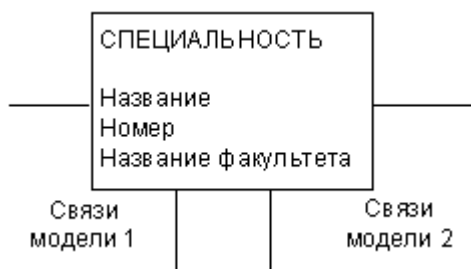 СПЕЦИАЛЬНОСТЬ
Название
Номер
Название факультета
Связи
модели 1
Связи
модели 2